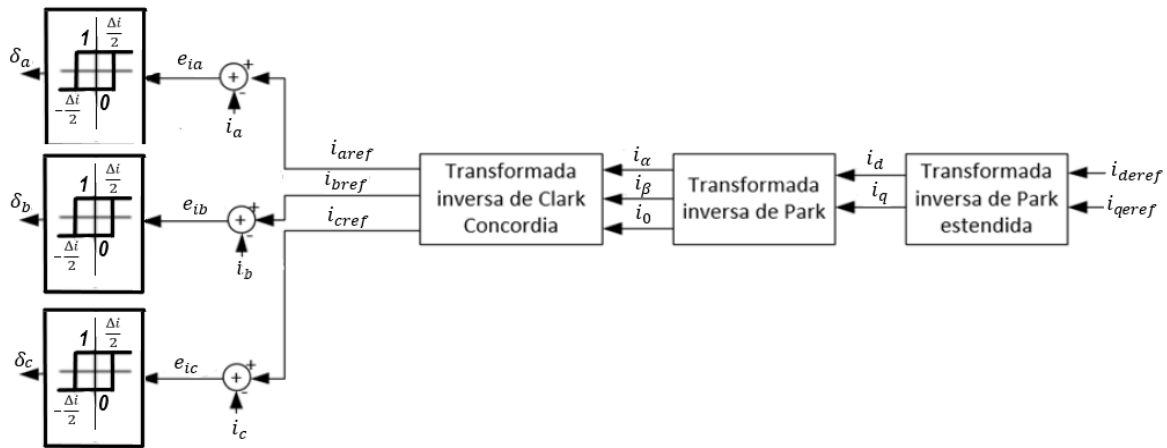 1 Δi/2
δa
-Δi/2 0
eia
+
+
-
ia
1 Δi/2
δb
-Δi/2 0
eib
+
+
-
ib
1 Δi/2
δc
-Δi/2 0
eic
+
+
-
ic
iaref
ibref
icref
Transformada
inversa de Clark
Concordia
iα
iβ
i0
Transformada
inversa de Park
id
iq
Transformada
inversa de Park
estendida
ideref
iqeref